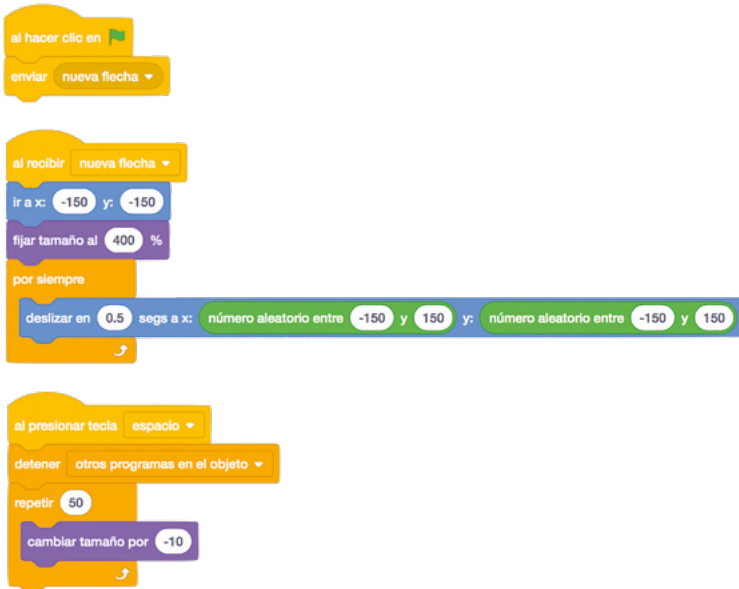 al hacer clic en
enviar nueva flecha
al recibir nueva flecha
ir a x: -150 y: -150
fijar tamaño al 400 %
por siempre
deslizar en 0.5 segs a x: número aleatorio entre -150 y 150 y: número aleatorio entre -150 y 150
al presionar tecla espacio
detener otros programas en el objeto
repetir 50
cambiar tamaño por -10